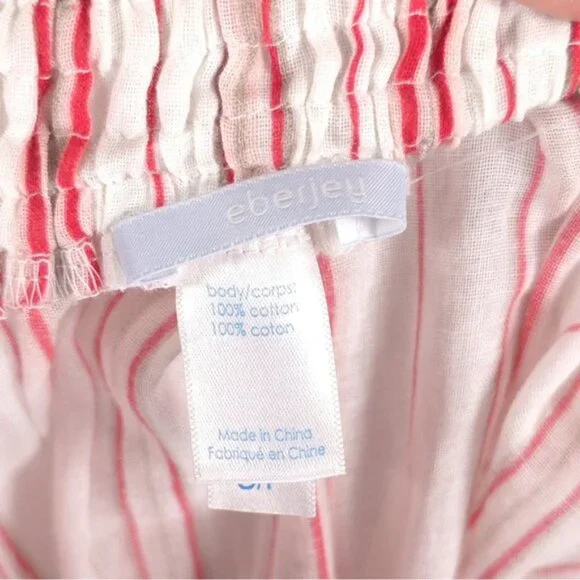 eberjey
body/corps:
100% cotton
100% coton
Made in China
Fabriqué en Chine